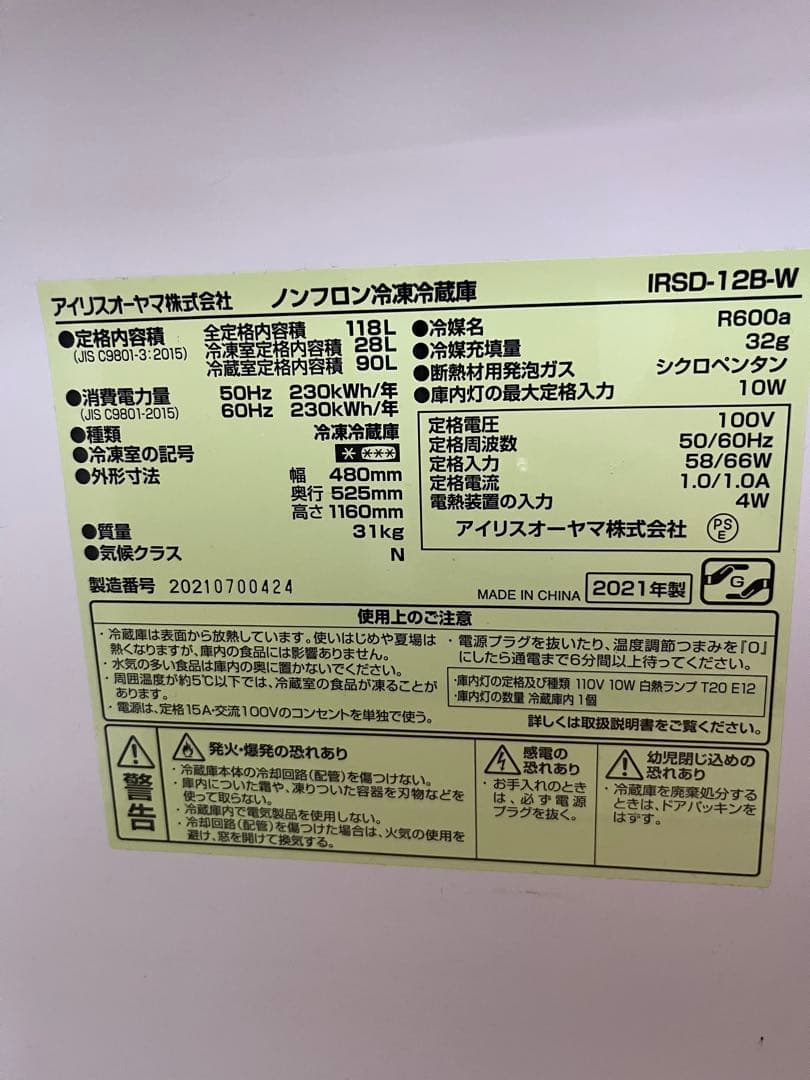 アイリスオーヤマ株式会社 ノンフロン冷凍冷蔵庫 IRSD-12B-W
●定格内容積
(JIS C9801-3:2015)
全定格内容積 118L
冷凍室定格内容積 28L
冷蔵室定格内容積 90L
●消費電力量
(JIS C9801-2015)
50Hz 230kWh/年
60Hz 230kWh/年
●種類 冷凍冷蔵庫
●冷凍室の記号 * ***
●外形寸法 幅 480mm
奥行 525mm
高さ 1160mm
●質量 31kg
●気候クラス N
●冷媒名 R600a
●冷媒充填量 32g
●断熱材用発泡ガス シクロペンタン
●庫内灯の最大定格入力 10W
定格電圧 100V
定格周波数 50/60Hz
定格入力 58/66W
定格電流 1.0/1.0A
電熱装置の入力 4W
アイリスオーヤマ株式会社 PSE
製造番号 20210700424
MADE IN CHINA 2021年製 G
使用上のご注意
・冷蔵庫は表面から放熱しています。使いはじめや夏場は
熱くなりますが、庫内の食品には影響ありません。
・水気の多い食品は庫内の奥に置かないでください。
・周囲温度が約5℃以下では、冷蔵室の食品が凍ることが
あります。
・電源は、定格15A・交流100Vのコンセントを単独で使う。
・電源プラグを抜いたり、温度調節つまみを『0』
にしたら通電まで6分間以上待ってください。
・庫内灯の定格及び種類 110V 10W 白熱ランプ T20 E12
・庫内灯の数量 冷蔵庫内 1個
詳しくは取扱説明書をご覧ください。
警告
発火・爆発の恐れあり
・冷蔵庫本体の冷却回路(配管)を傷つけない。
・庫内についた霜や、凍りついた容器を刃物などを
使って取らない。
・冷蔵庫内で電気製品を使用しない。
・冷却回路(配管)を傷つけた場合は、火気の使用を
避け、窓を開けて換気する。
感電の
恐れあり
・お手入れのとき
は、必ず電源
プラグを抜く。
幼児閉じ込めの
恐れあり
・冷蔵庫を廃棄処分する
ときは、ドアパッキンを
はずす。